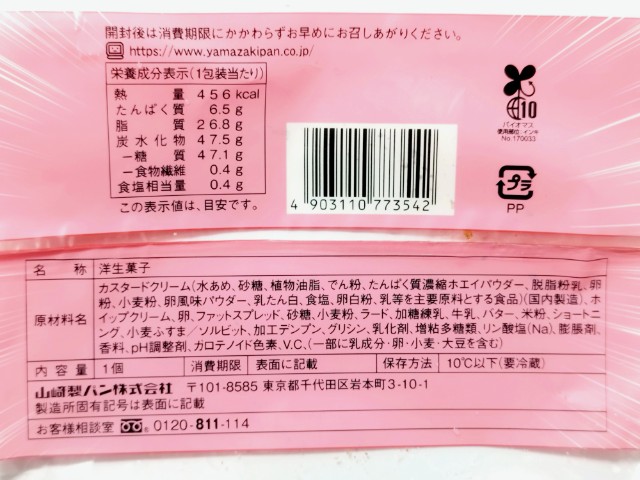 開封後は消費期限にかかわらずお早めにお召しあがりください。
https://www.yamazakipan.co.jp/
栄養成分表示(1包装当たり)
熱量 456kcal
たんぱく質 6.5g
脂質 26.8g
炭水化物 47.5g
－糖質 47.1g
－食物繊維 0.4g
食塩相当量 0.4g
この表示値は、目安です。
4 903110 773542
10
バイオマス
使用部位:インキ
No.170033
プラ
PP
名称 洋生菓子
原材料名 カスタードクリーム(水あめ、砂糖、植物油脂、でん粉、たんぱく質濃縮ホエイパウダー、脱脂粉乳、卵
粉、小麦粉、卵風味パウダー、乳たん白、食塩、卵白粉、乳等を主要原料とする食品)(国内製造)、ホ
イップクリーム、卵、ファットスプレッド、砂糖、小麦粉、ラード、加糖練乳、牛乳、バター、米粉、ショートニ
ング、小麦ふすま／ソルビット、加工デンプン、グリシン、乳化剤、増粘多糖類、リン酸塩(Na)、膨脹剤、
香料、pH調整剤、カロテノイド色素、V.C、(一部に乳成分・卵・小麦・大豆を含む)
内容量 1個 消費期限 表面に記載 保存方法 10℃以下(要冷蔵)
山崎製パン株式会社 〒101-8585 東京都千代田区岩本町3-10-1
製造所固有記号は表面に記載
お客様相談室 0120-811-114